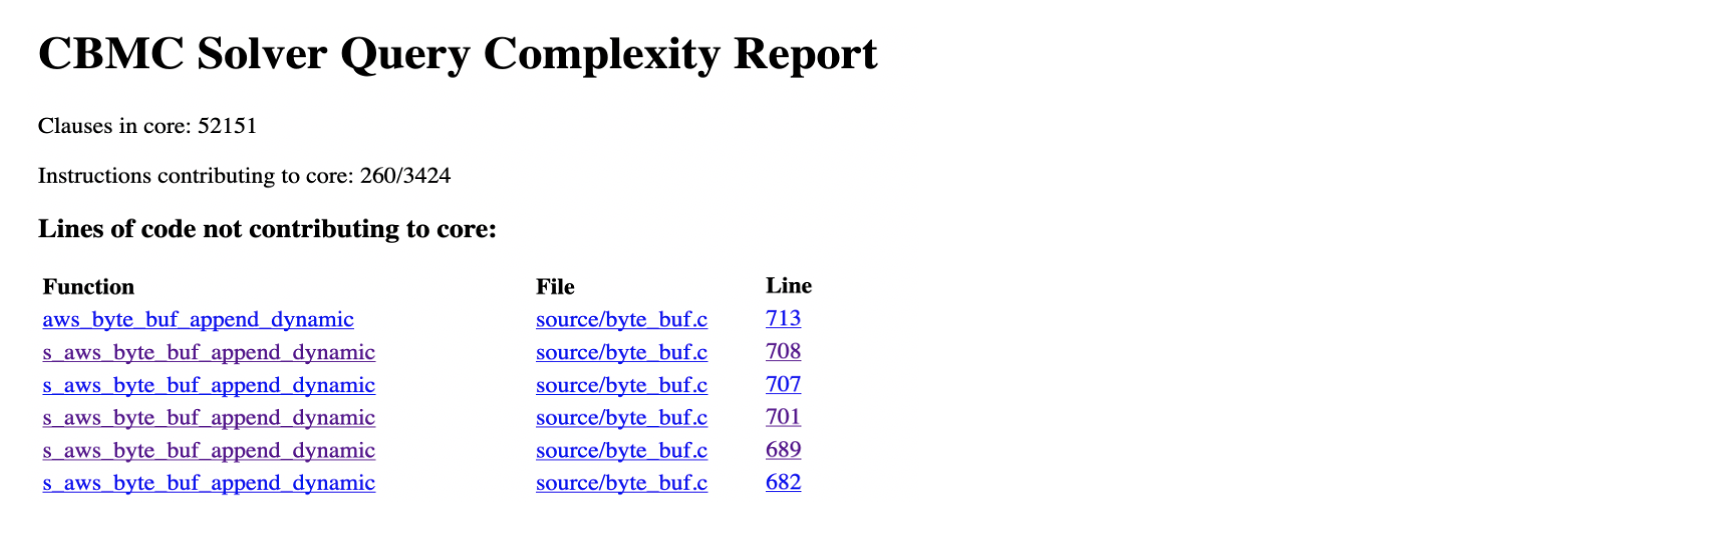 CBMC Solver Query Complexity Report
Clauses in core: 52151
Instructions contributing to core: 260/3424
Lines of code not contributing to core:
Function File Line
aws_byte_buf_append_dynamic source/byte_buf.c 713
s_aws_byte_buf_append_dynamic source/byte_buf.c 708
s_aws_byte_buf_append_dynamic source/byte_buf.c 707
s_aws_byte_buf_append_dynamic source/byte_buf.c 701
s_aws_byte_buf_append_dynamic source/byte_buf.c 689
s_aws_byte_buf_append_dynamic source/byte_buf.c 682